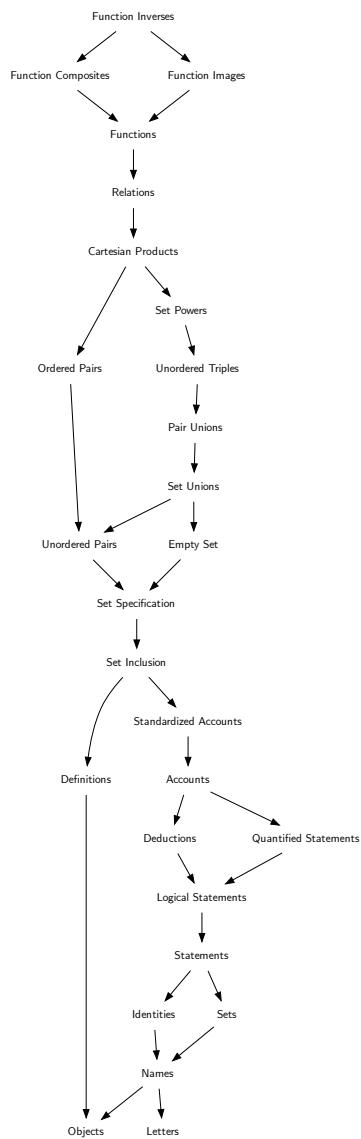 Function Inverses
Function Composites
Function Images
Functions
Relations
Cartesian Products
Set Powers
Ordered Pairs
Unordered Triples
Pair Unions
Set Unions
Unordered Pairs
Empty Set
Set Specification
Set Inclusion
Standardized Accounts
Definitions
Accounts
Deductions
Quantified Statements
Logical Statements
Statements
Identities
Sets
Names
Objects
Letters